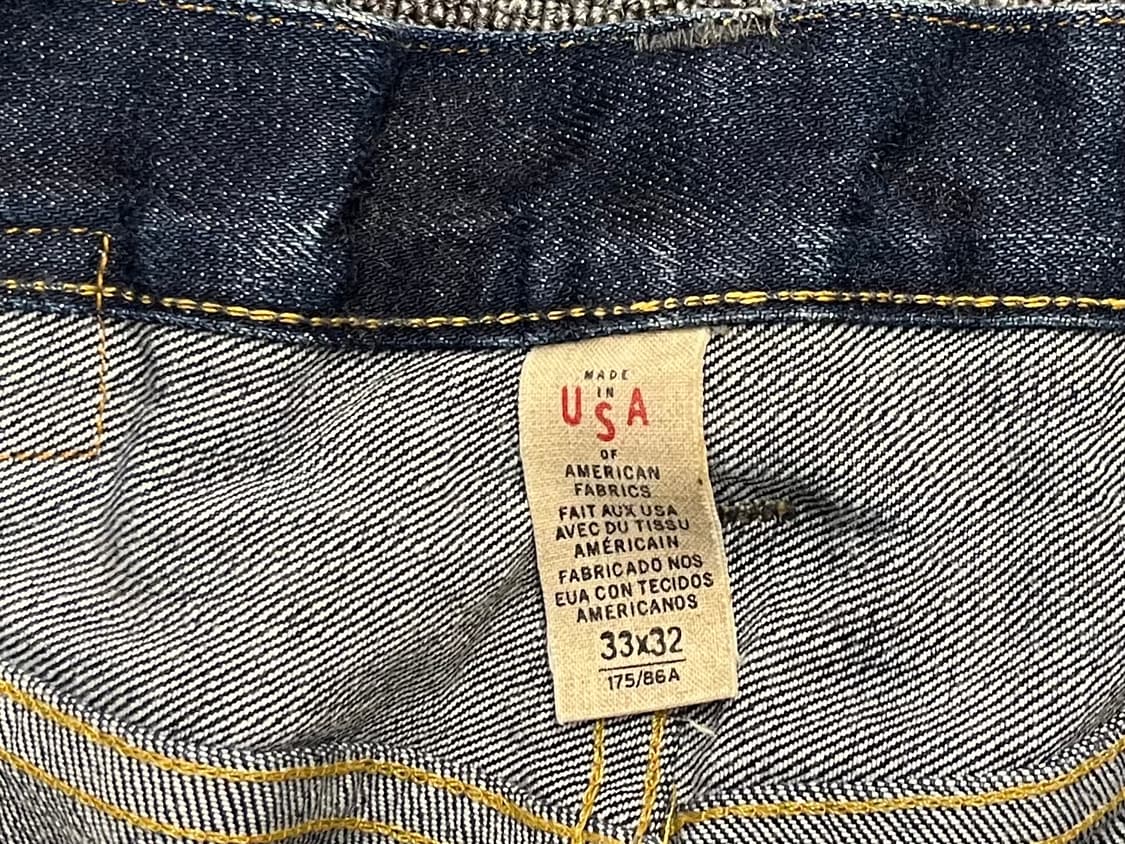 MADE
IN
USA
OF
AMERICAN
FABRICS
FAIT AUX USA
AVEC DU TISSU
AMÉRICAIN
FABRICADO NOS
EUA CON TECIDOS
AMERICANOS
33x32
175/86A